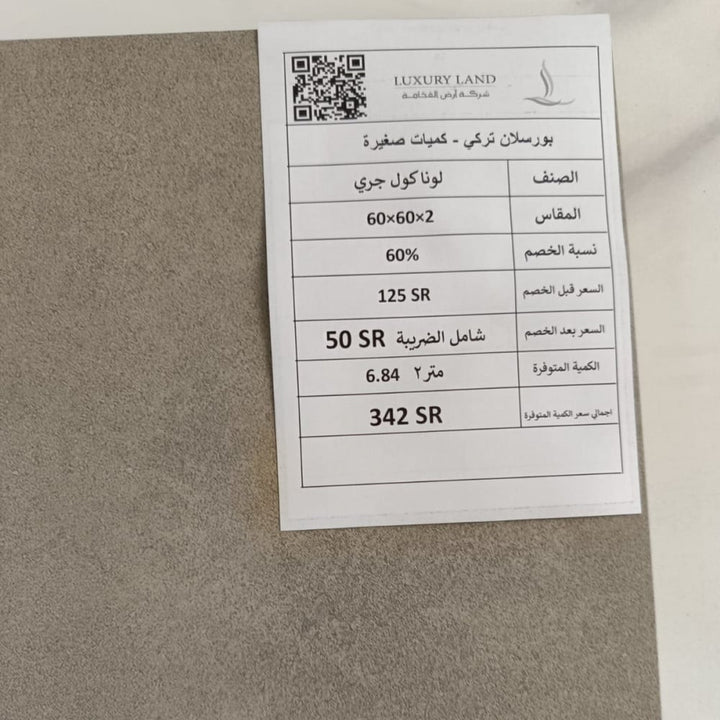 LUXURY LAND
شركة أرض الفخامة
بورسلان تركي - كميات صغيرة
الصنف لونا كول جري
المقاس 60×60×2
نسبة الخصم 60%
السعر قبل الخصم 125 SR
السعر بعد الخصم 50 SR شامل الضريبة
الكمية المتوفرة 6.84 متر٢
اجمالي سعر الكمية المتوفرة 342 SR